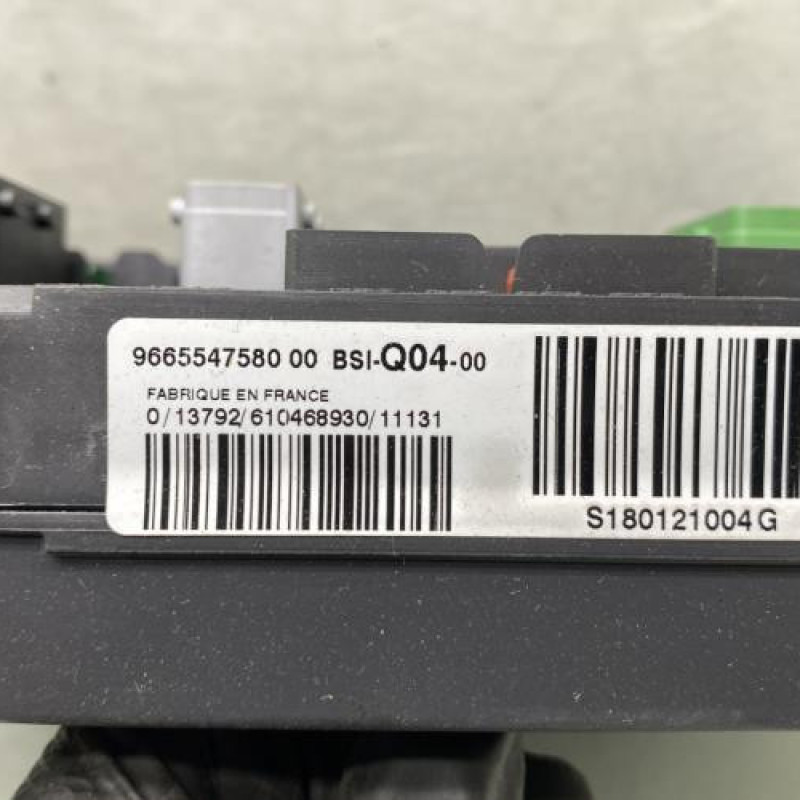 9665547580 00 BSI-Q04-00
FABRIQUE EN FRANCE
0/13792/610468930/11131
S180121004G